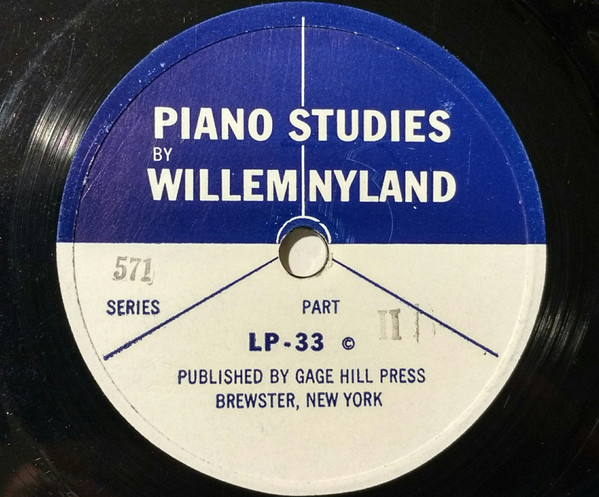 PIANO STUDIES
BY
WILLEM NYLAND
571
SERIES
PART
II
LP-33 ©
PUBLISHED BY GAGE HILL PRESS
BREWSTER, NEW YORK